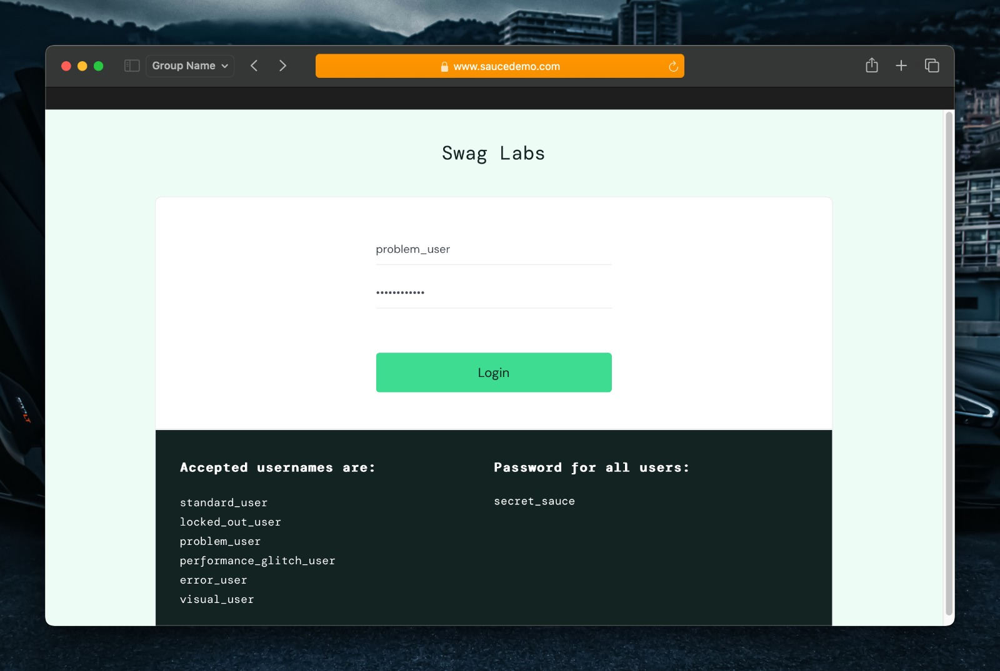 Group Name
www.saucedemo.com
Swag Labs
problem_user
••••••••••••
Login
Accepted usernames are:
standard_user
locked_out_user
problem_user
performance_glitch_user
error_user
visual_user
Password for all users:
secret_sauce